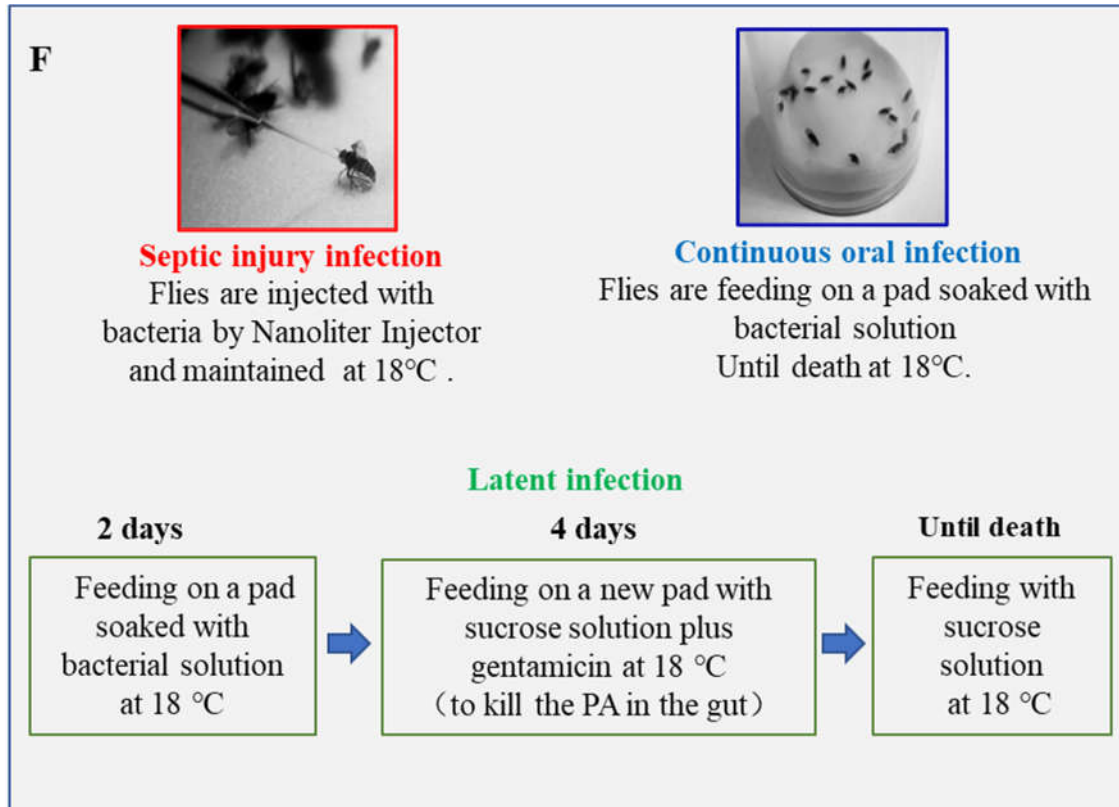 F
Septic injury infection
Flies are injected with
bacteria by Nanoliter Injector
and maintained at 18℃ .
Continuous oral infection
Flies are feeding on a pad soaked with
bacterial solution
Until death at 18℃.
Latent infection
2 days
Feeding on a pad
soaked with
bacterial solution
at 18 ℃
4 days
Feeding on a new pad with
sucrose solution plus
gentamicin at 18 ℃
（to kill the PA in the gut）
Until death
Feeding with
sucrose
solution
at 18 ℃